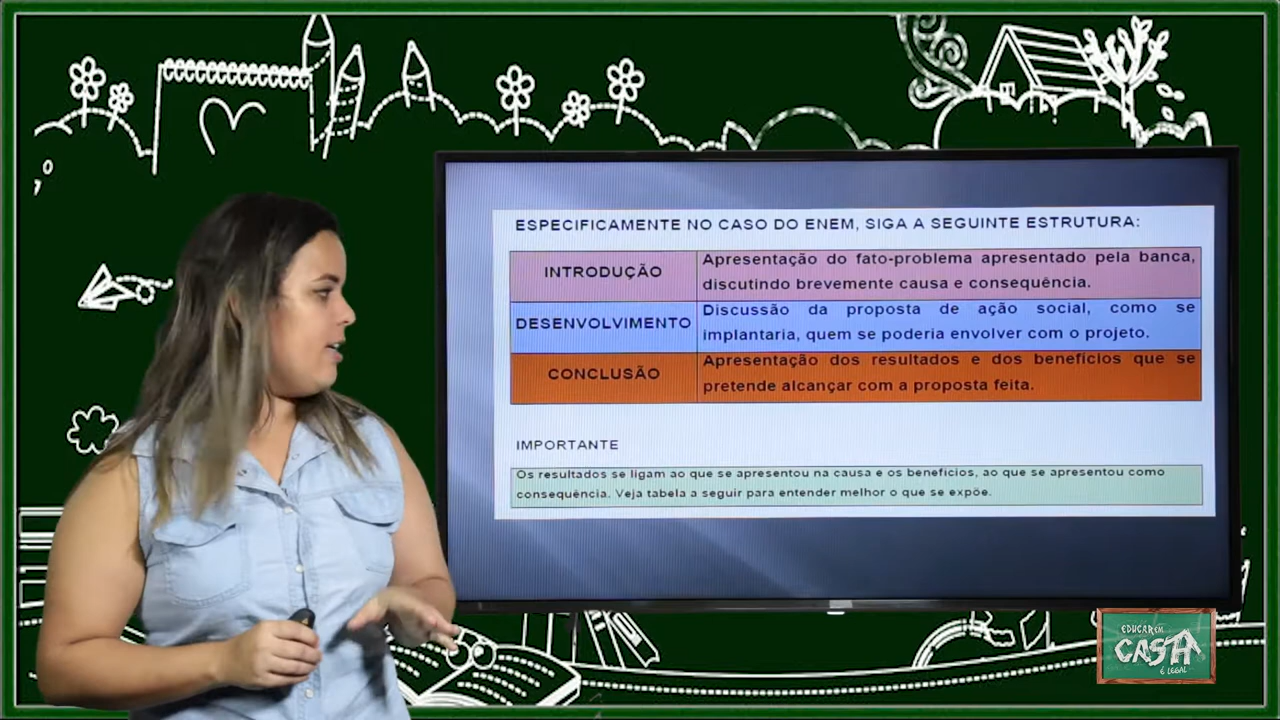 ESPECIFICAMENTE NO CASO DO ENEM, SIGA A SEGUINTE ESTRUTURA:
INTRODUÇÃO
Apresentação do fato-problema apresentado pela banca,
discutindo brevemente causa e consequência.
DESENVOLVIMENTO
Discussão da proposta de ação social, como se
implantaria, quem se poderia envolver com o projeto.
CONCLUSÃO
Apresentação dos resultados e dos benefícios que se
pretende alcançar com a proposta feita.
IMPORTANTE
Os resultados se ligam ao que se apresentou na causa e os benefícios, ao que se apresentou como
consequência. Veja tabela a seguir para entender melhor o que se expõe.
EDUCAR EM
CASA
É LEGAL